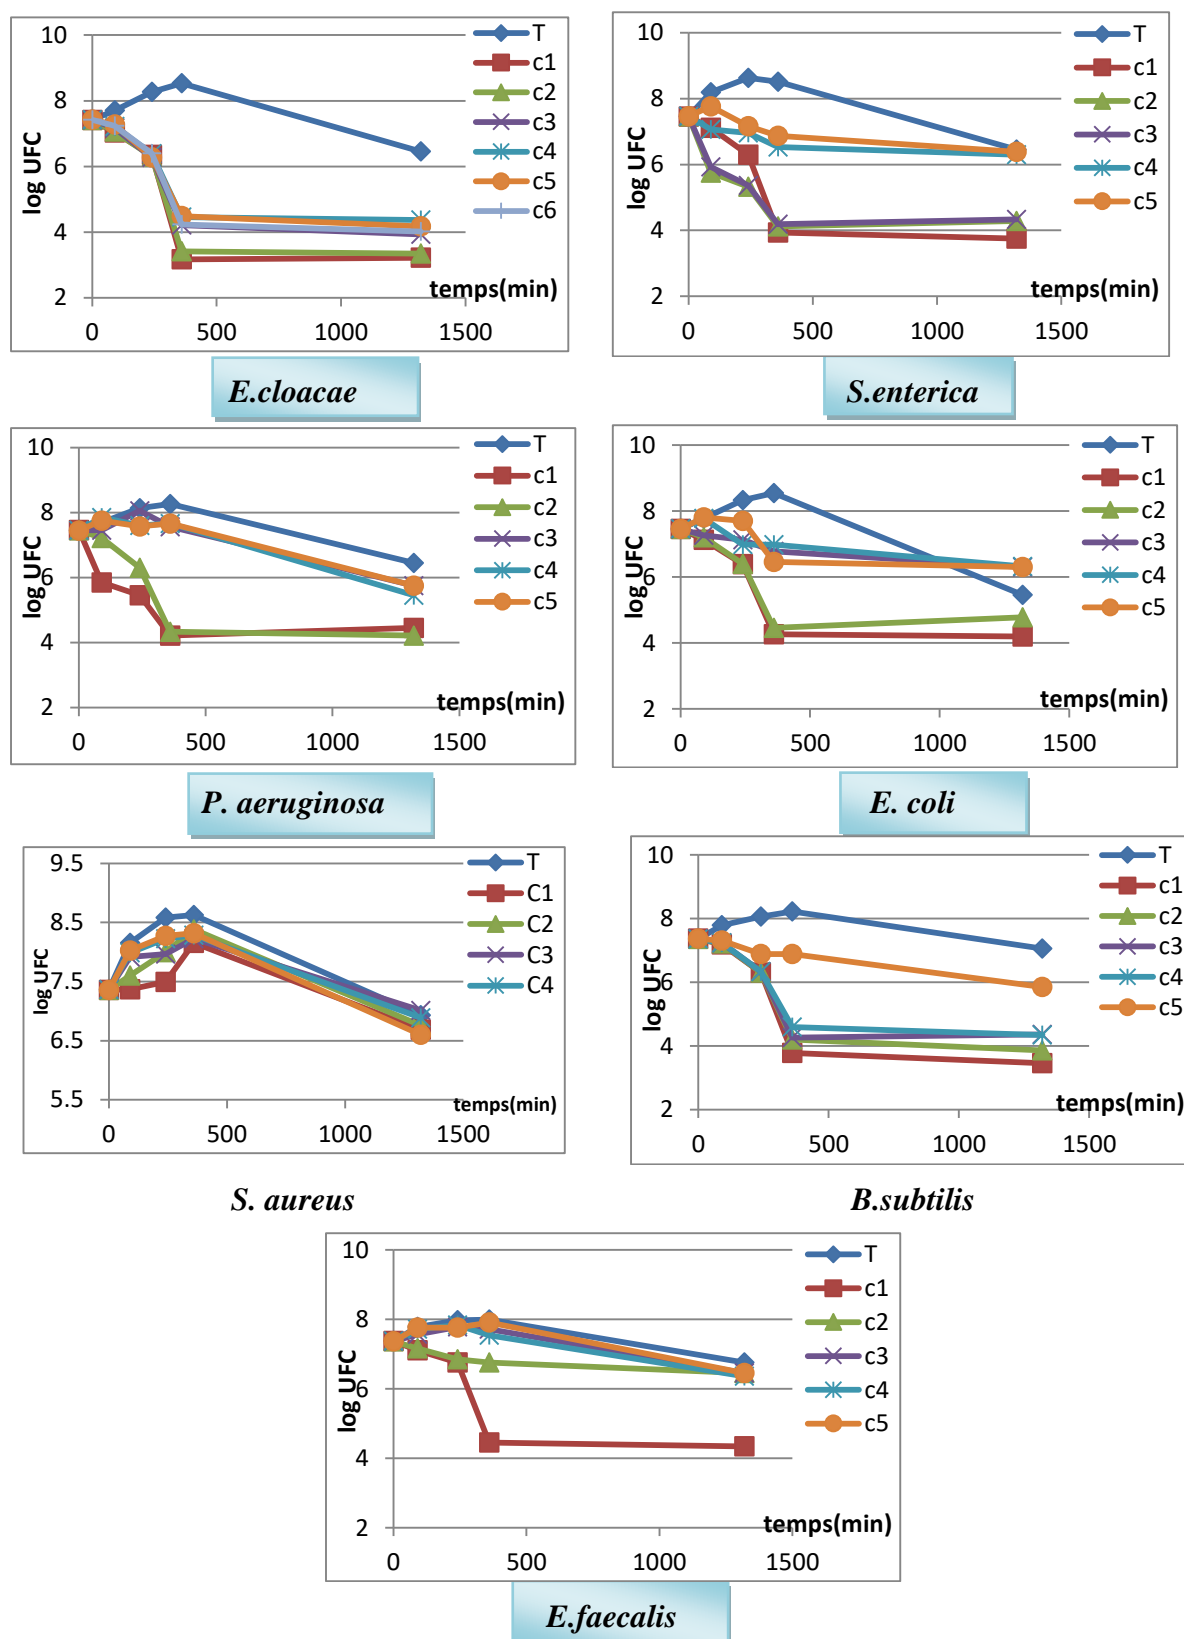 10
8
6
4
2
log UFC
0
500
1000
1500
temps(min)
T
c1
c2
c3
c4
c5
c6
E.cloacae
10
8
6
4
2
log UFC
0
500
1000
1500
temps(min)
T
c1
c2
c3
c4
c5
S.enterica
10
8
6
4
2
log UFC
0
500
1000
1500
temps(min)
T
c1
c2
c3
c4
c5
P. aeruginosa
10
8
6
4
2
log UFC
0
500
1000
1500
temps(min)
T
c1
c2
c3
c4
c5
E. coli
9.5
8.5
7.5
6.5
5.5
log UFC
0
500
1000
1500
temps(min)
T
C1
C2
C3
C4
S. aureus
10
8
6
4
2
log UFC
0
500
1000
1500
temps(min)
T
c1
c2
c3
c4
c5
B.subtilis
10
8
6
4
2
log UFC
0
500
1000
1500
temps(min)
T
c1
c2
c3
c4
c5
E.faecalis